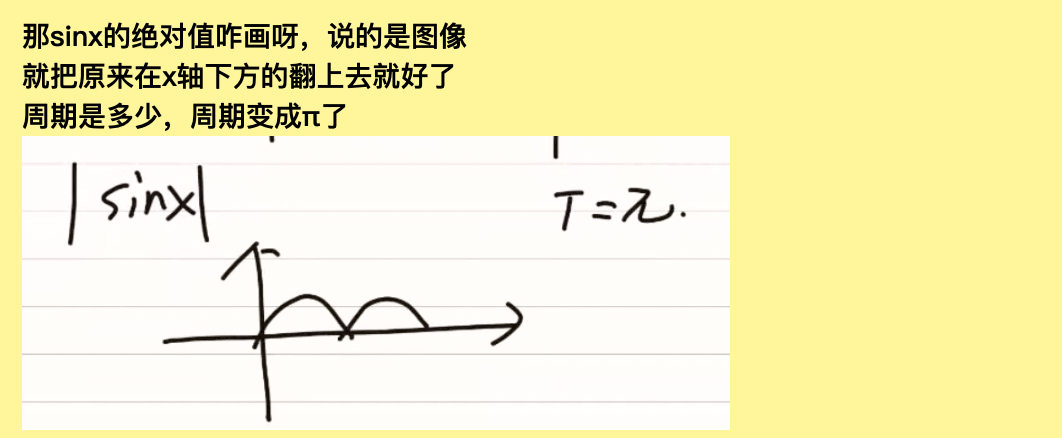 那sinx的绝对值咋画呀，说的是图像
就把原来在x轴下方的翻上去就好了
周期是多少，周期变成π了
|sinx|
T=π.